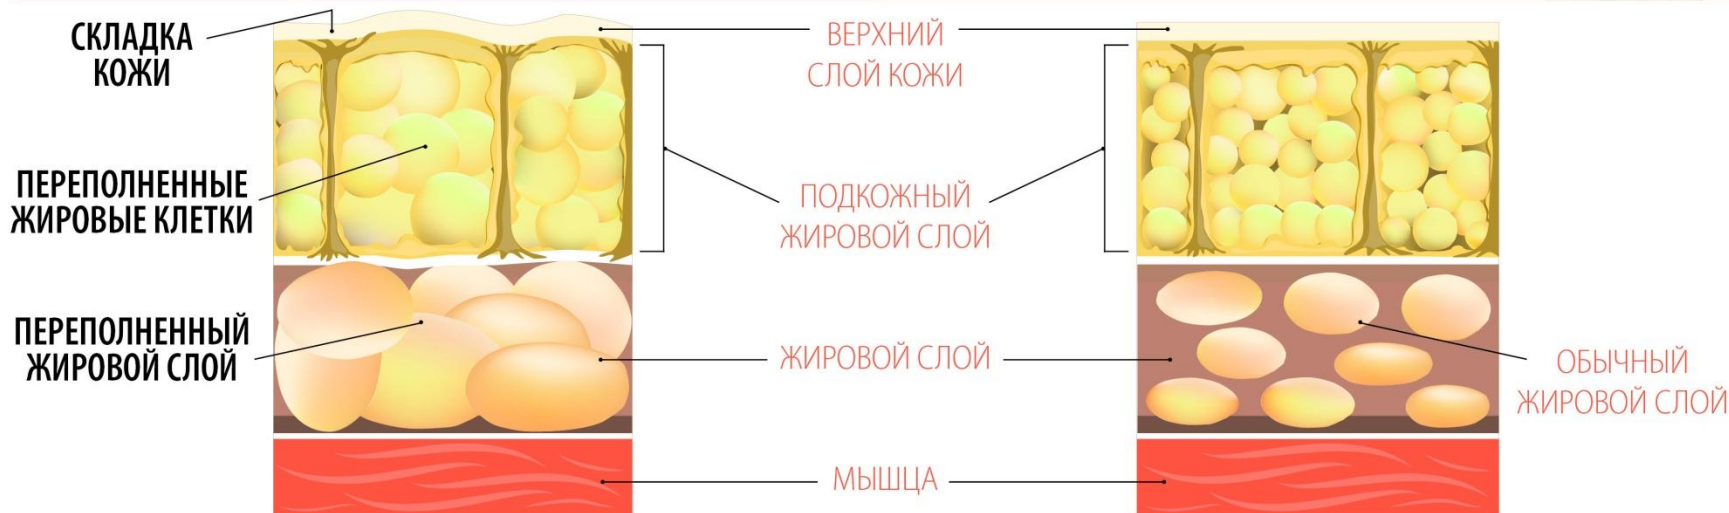 СКЛАДКА
КОЖИ
ПЕРЕПОЛНЕННЫЕ
ЖИРОВЫЕ КЛЕТКИ
ПЕРЕПОЛНЕННЫЙ
ЖИРОВОЙ СЛОЙ
ВЕРХНИЙ
СЛОЙ КОЖИ
ПОДКОЖНЫЙ
ЖИРОВОЙ СЛОЙ
ЖИРОВОЙ СЛОЙ
МЫШЦА
ОБЫЧНЫЙ
ЖИРОВОЙ СЛОЙ